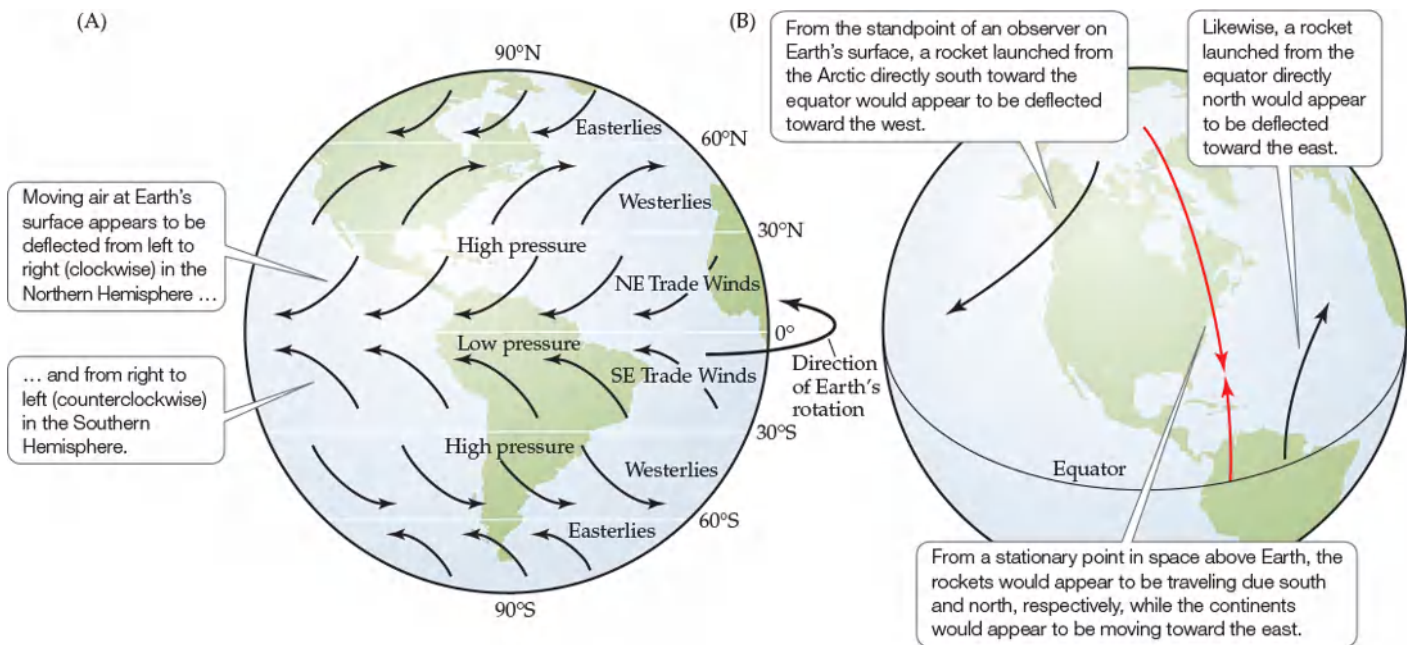 (A)
90°N
Easterlies
60°N
Westerlies
30°N
High pressure
NE Trade Winds
0°
Low pressure
SE Trade Winds
Direction
of Earth's
rotation
30°S
High pressure
Westerlies
60°S
Easterlies
90°S
Moving air at Earth's
surface appears to be
deflected from left to
right (clockwise) in the
Northern Hemisphere …
… and from right to
left (counterclockwise)
in the Southern
Hemisphere.
(B)
From the standpoint of an observer on
Earth's surface, a rocket launched from
the Arctic directly south toward the
equator would appear to be deflected
toward the west.
Likewise, a rocket
launched from the
equator directly
north would appear
to be deflected
toward the east.
Equator
From a stationary point in space above Earth, the
rockets would appear to be traveling due south
and north, respectively, while the continents
would appear to be moving toward the east.